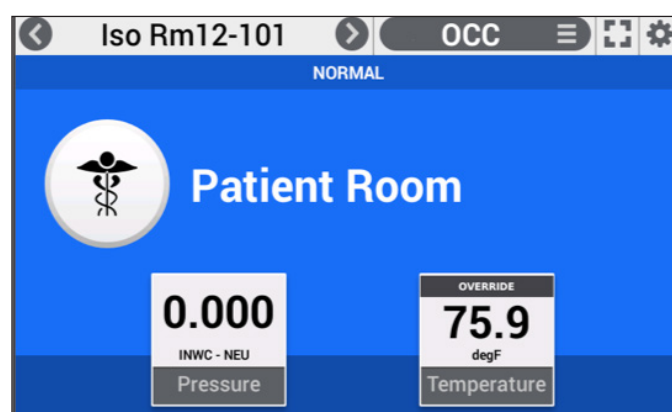 Iso Rm12-101
OCC
NORMAL
Patient Room
0.000
INWC - NEU
Pressure
OVERRIDE
75.9
degF
Temperature